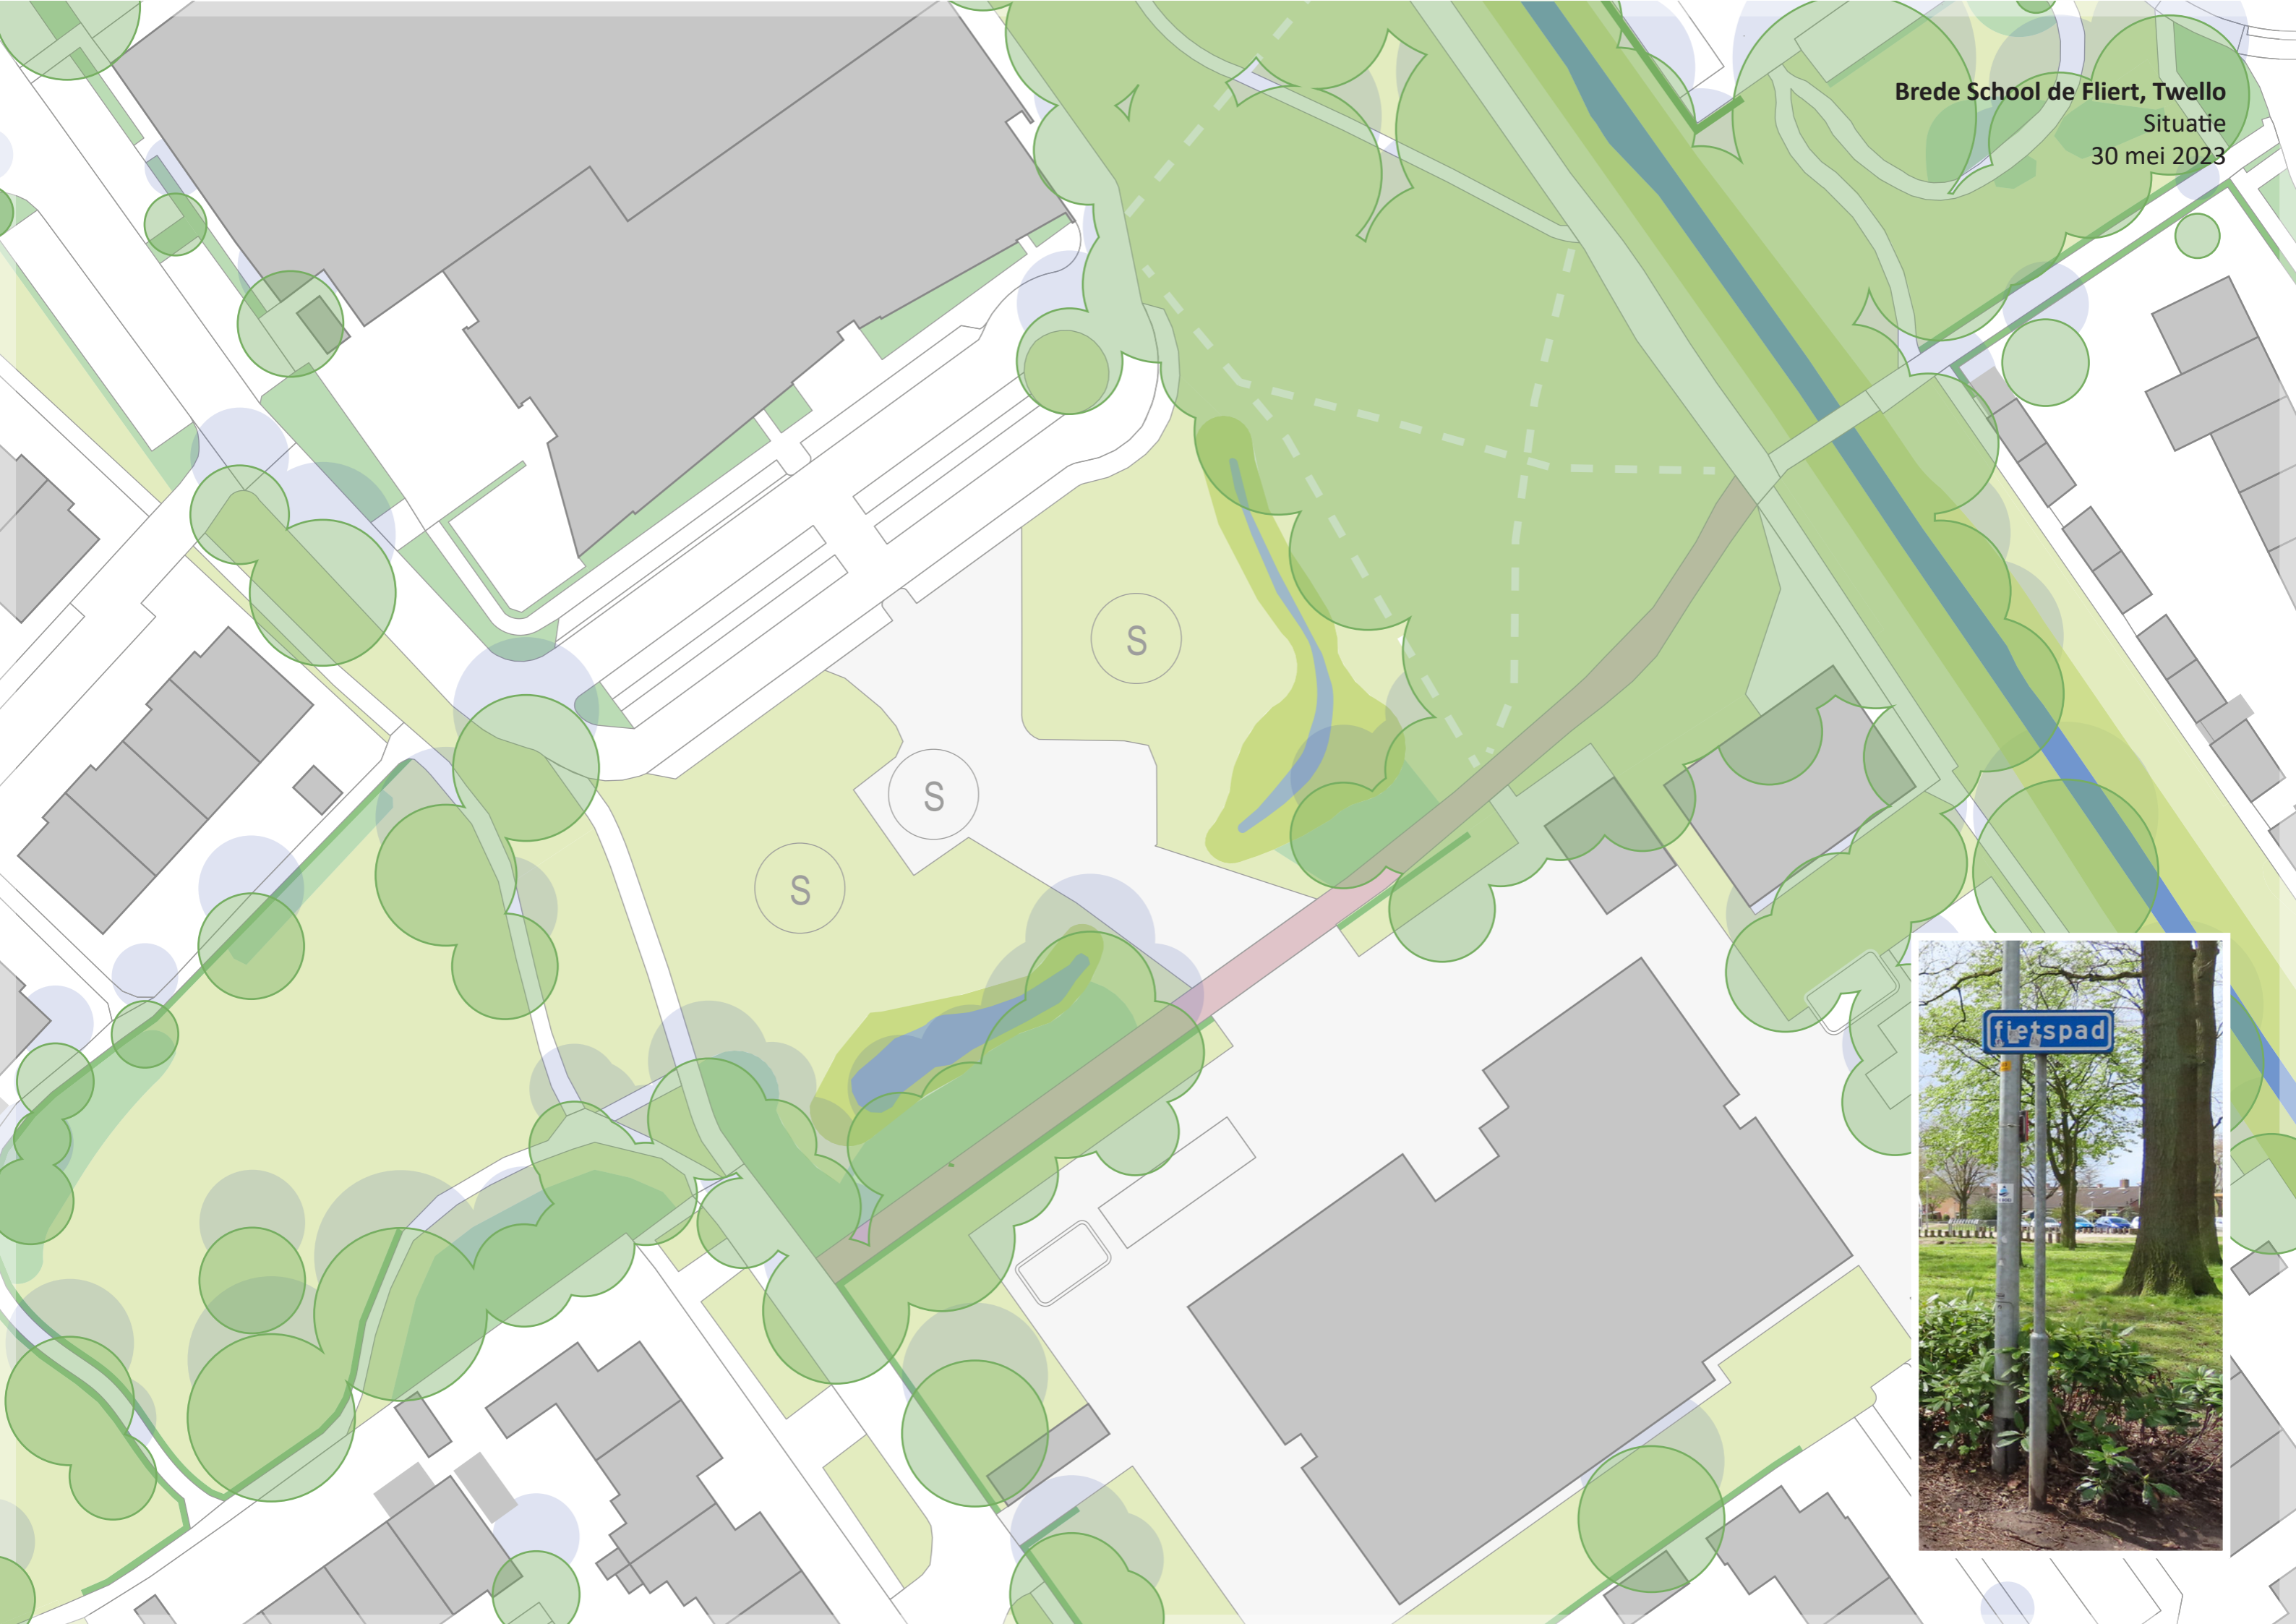 Brede School de Fliert, Twello
Situatie
30 mei 2023
S
S
S
fietspad